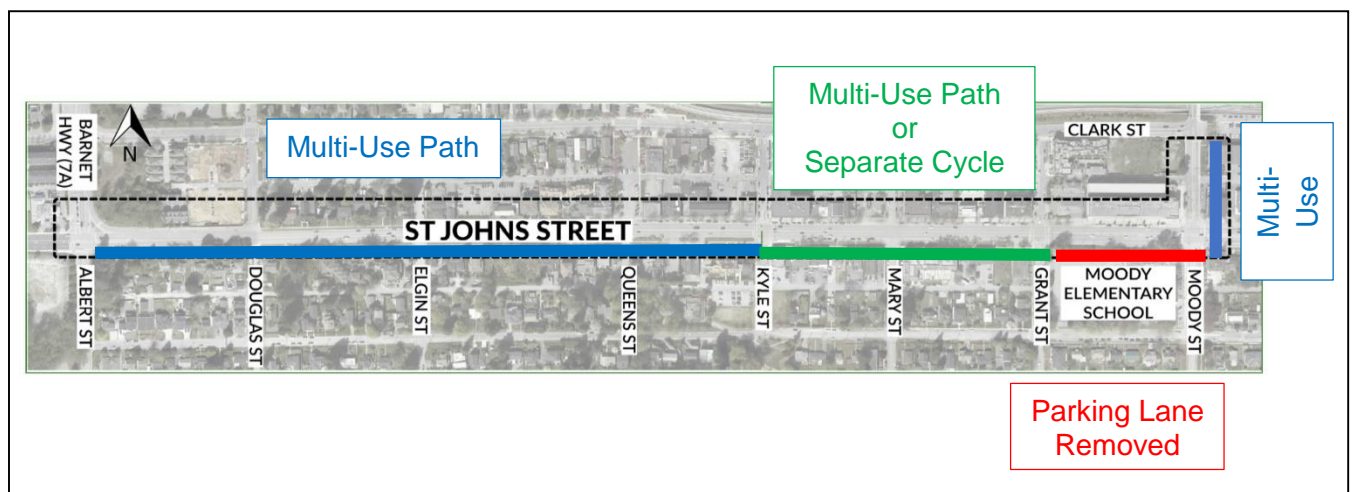 Multi-Use Path
or
Separate Cycle
BARNET
HWY (7A)
N
Multi-Use Path
CLARK ST
Multi-
Use
ST JOHNS STREET
ALBERT ST
DOUGLAS ST
ELGIN ST
QUEENS ST
KYLE ST
MARY ST
GRANT ST
MOODY
ELEMENTARY
SCHOOL
MOODY ST
Parking Lane
Removed